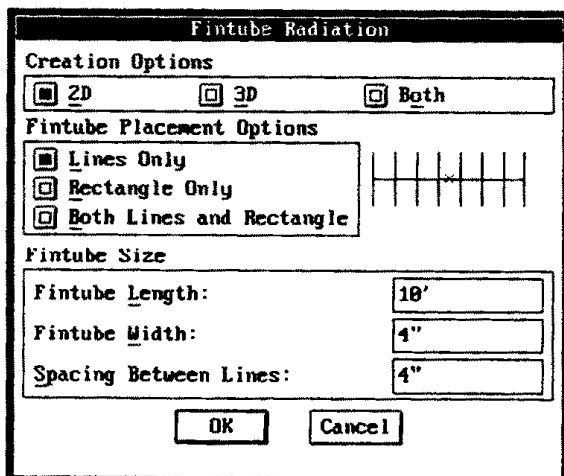 Fintube Radiation
Creation Options
2D 3D Both
Fintube Placement Options
Lines Only
Rectangle Only
Both Lines and Rectangle
Fintube Size
Fintube Length: 10'
Fintube Width: 4"
Spacing Between Lines: 4"
OK Cancel